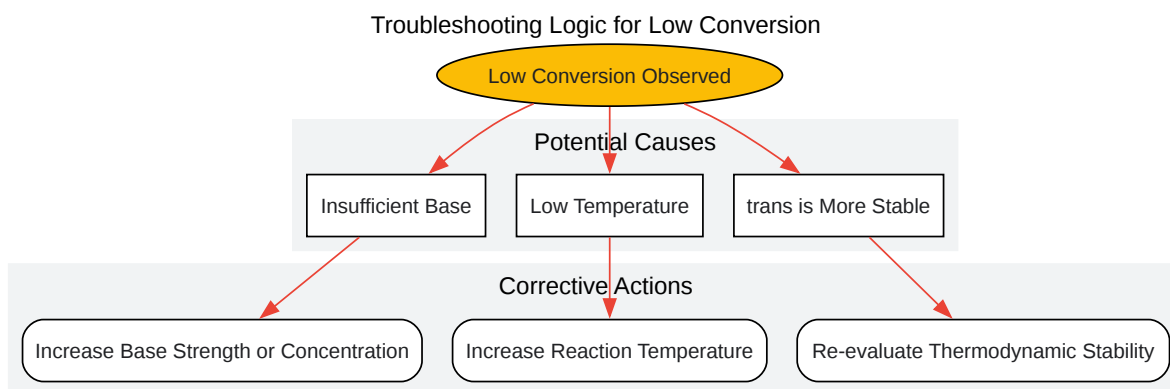 Troubleshooting Logic for Low Conversion
Low Conversion Observed
Potential Causes
Insufficient Base
Low Temperature
trans is More Stable
Corrective Actions
Increase Base Strength or Concentration
Increase Reaction Temperature
Re-evaluate Thermodynamic Stability